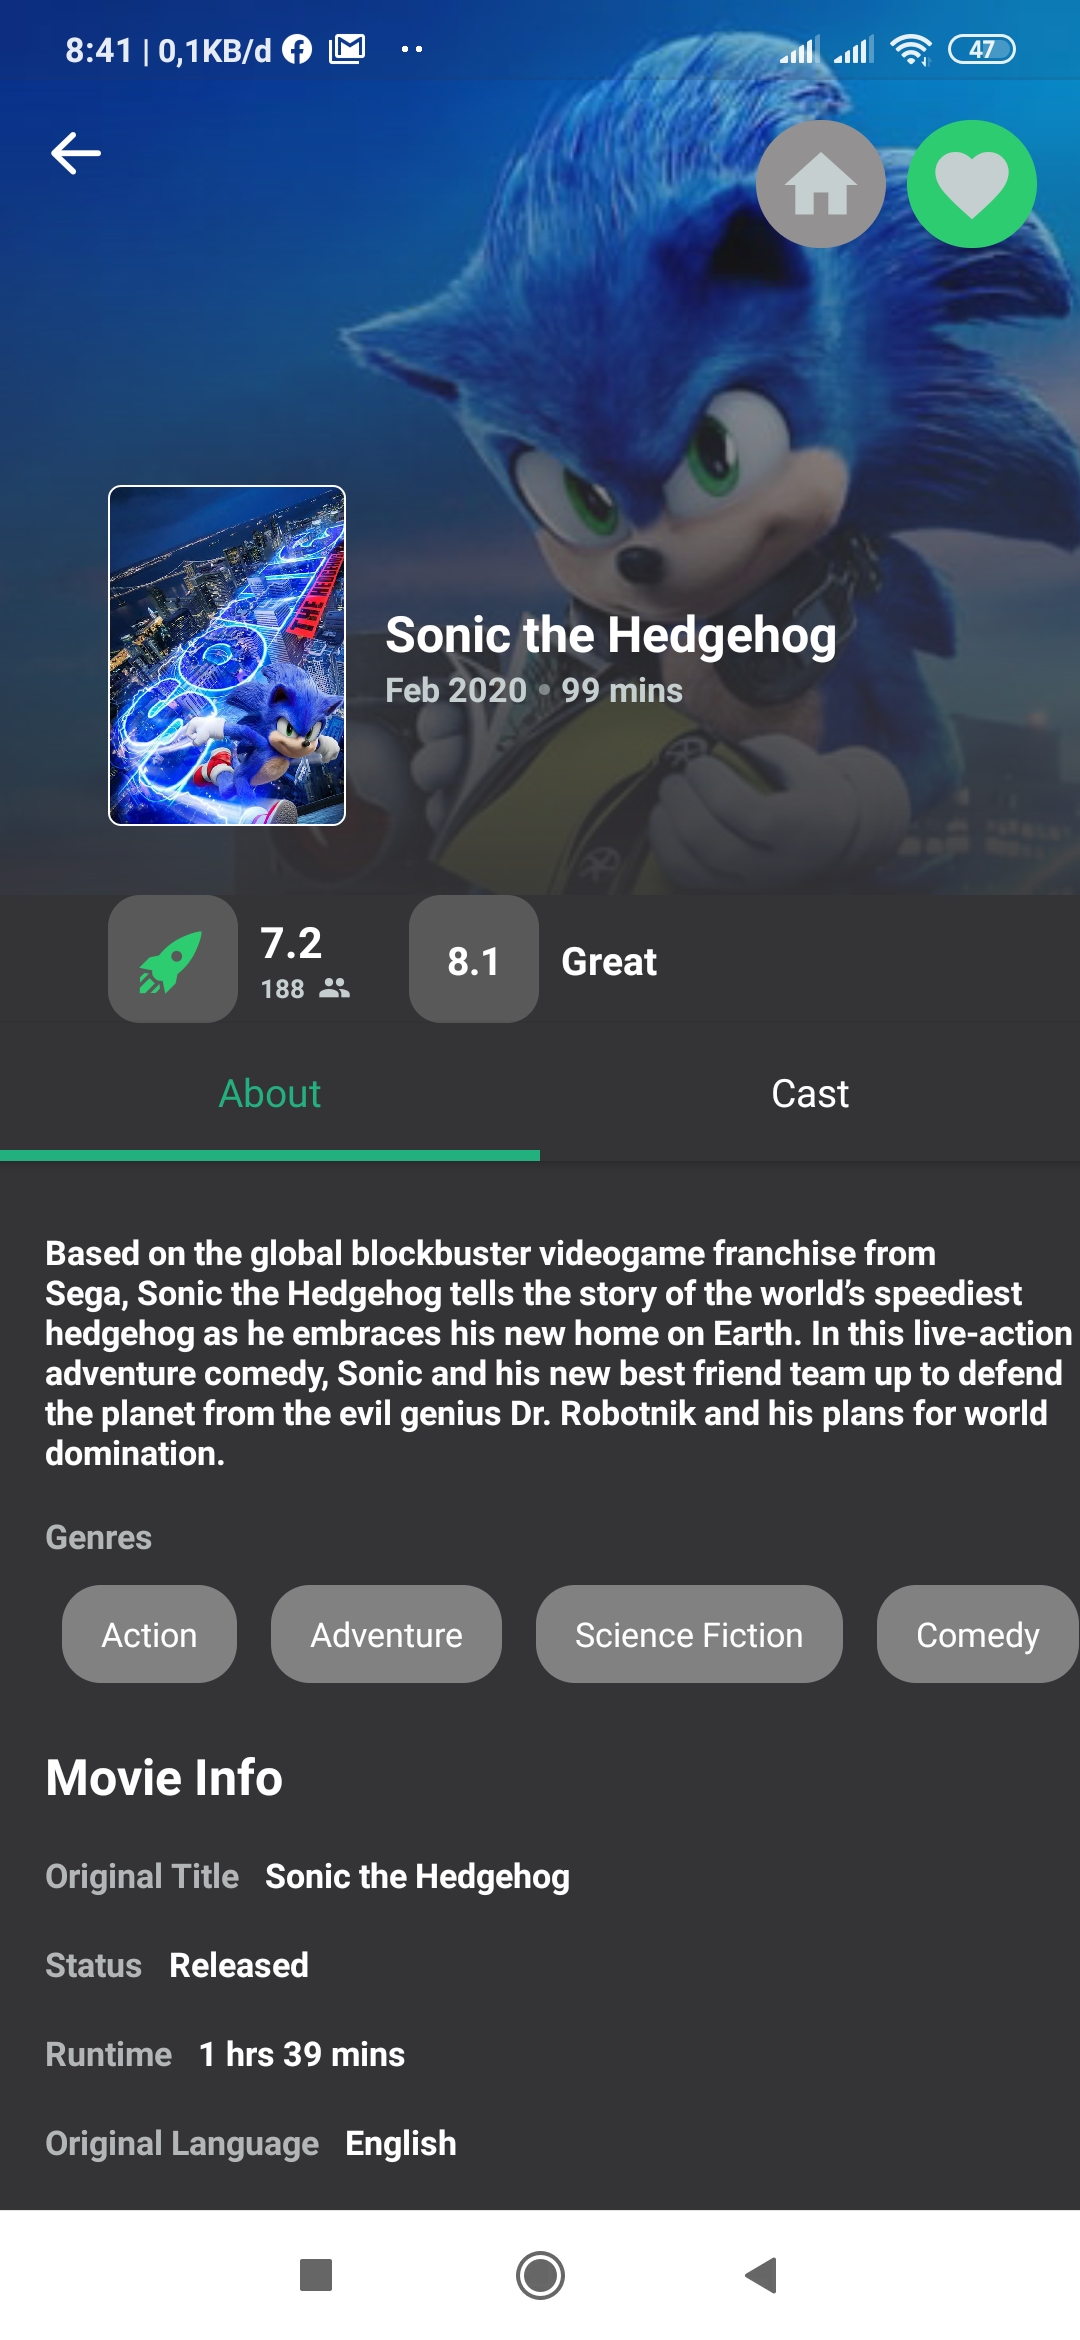 8:41 | 0,1KB/d
47
SONIC
THE HEDGEHOG
Sonic the Hedgehog
Feb 2020 • 99 mins
7.2
188
8.1
Great
About
Cast
Based on the global blockbuster videogame franchise from
Sega, Sonic the Hedgehog tells the story of the world’s speediest
hedgehog as he embraces his new home on Earth. In this live-action
adventure comedy, Sonic and his new best friend team up to defend
the planet from the evil genius Dr. Robotnik and his plans for world
domination.
Genres
Action
Adventure
Science Fiction
Comedy
Movie Info
Original Title Sonic the Hedgehog
Status Released
Runtime 1 hrs 39 mins
Original Language English